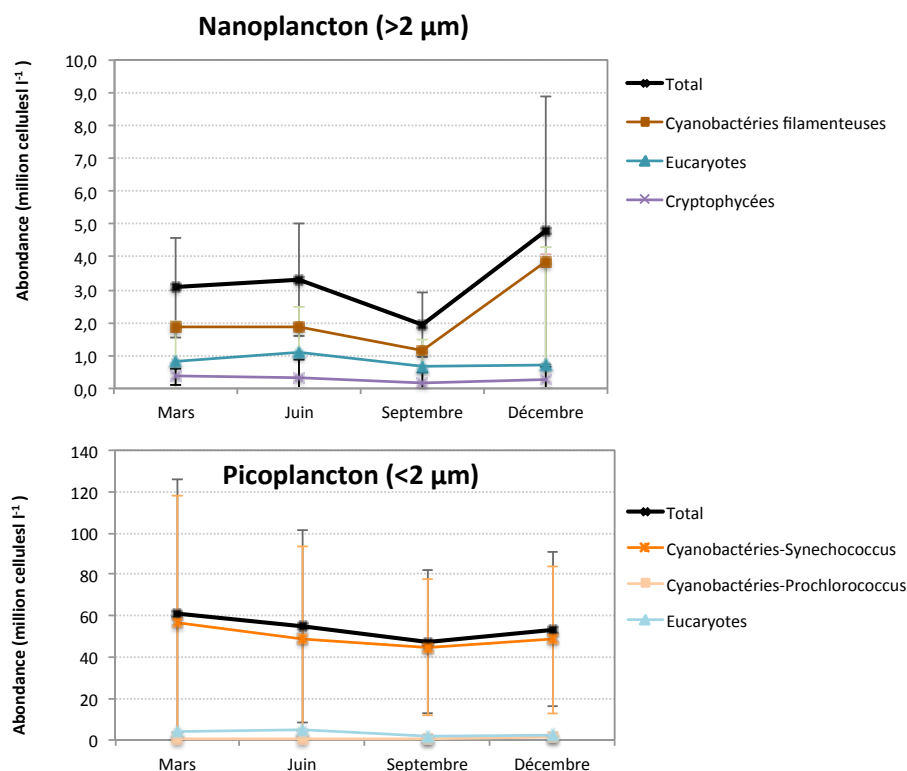 Nanoplancton (>2 μm)
Abondance (million cellulesl l⁻¹ )
10,0
9,0
8,0
7,0
6,0
5,0
4,0
3,0
2,0
1,0
0,0
Mars Juin Septembre Décembre
Total
Cyanobactéries filamenteuses
Eucaryotes
Cryptophycées
Picoplancton (<2 μm)
Abondance (million cellulesl l⁻¹ )
140
120
100
80
60
40
20
0
Mars Juin Septembre Décembre
Total
Cyanobactéries-Synechococcus
Cyanobactéries-Prochlorococcus
Eucaryotes